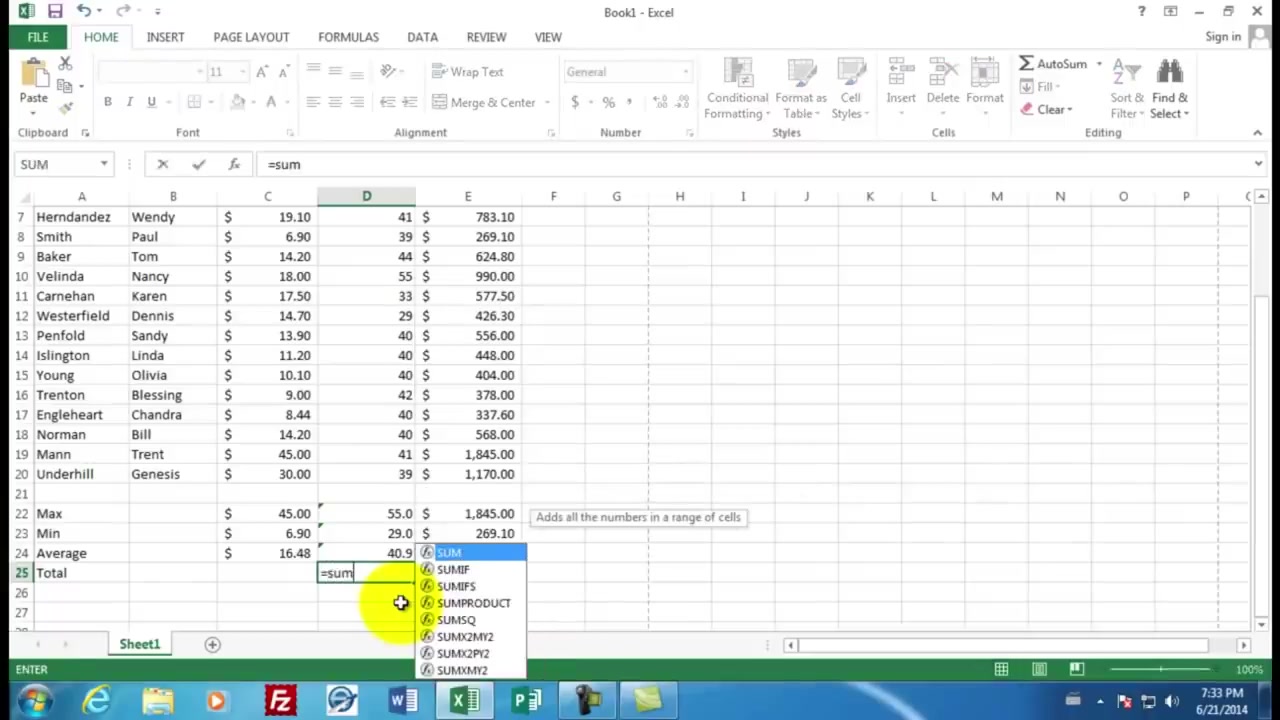 Book1 - Excel
?
Sign in
FILE HOME INSERT PAGE LAYOUT FORMULAS DATA REVIEW VIEW
Paste
Clipboard
11 A A
B I U A
Font
Wrap Text
Merge & Center
Alignment
General
$ % ,
Number
Conditional Formatting
Format as Table
Cell Styles
Styles
Insert Delete Format
Cells
AutoSum
Fill
Clear
Sort & Filter
Find & Select
Editing
SUM fx =sum
A B C D E F G H I J K L M N O P
7 Herndandez Wendy $ 19.10 41 $ 783.10
8 Smith Paul $ 6.90 39 $ 269.10
9 Baker Tom $ 14.20 44 $ 624.80
10 Velinda Nancy $ 18.00 55 $ 990.00
11 Carnehan Karen $ 17.50 33 $ 577.50
12 Westerfield Dennis $ 14.70 29 $ 426.30
13 Penfold Sandy $ 13.90 40 $ 556.00
14 Islington Linda $ 11.20 40 $ 448.00
15 Young Olivia $ 10.10 40 $ 404.00
16 Trenton Blessing $ 9.00 42 $ 378.00
17 Engleheart Chandra $ 8.44 40 $ 337.60
18 Norman Bill $ 14.20 40 $ 568.00
19 Mann Trent $ 45.00 41 $ 1,845.00
20 Underhill Genesis $ 30.00 39 $ 1,170.00
21
22 Max $ 45.00 55.0 $ 1,845.00
Adds all the numbers in a range of cells
23 Min $ 6.90 29.0 $ 269.10
24 Average $ 16.48 40.9
25 Total =sum
26
27
SUM
SUMIF
SUMIFS
SUMPRODUCT
SUMSQ
SUMX2MY2
SUMX2PY2
SUMXMY2
Sheet1
ENTER
100%
7:33 PM
6/21/2014